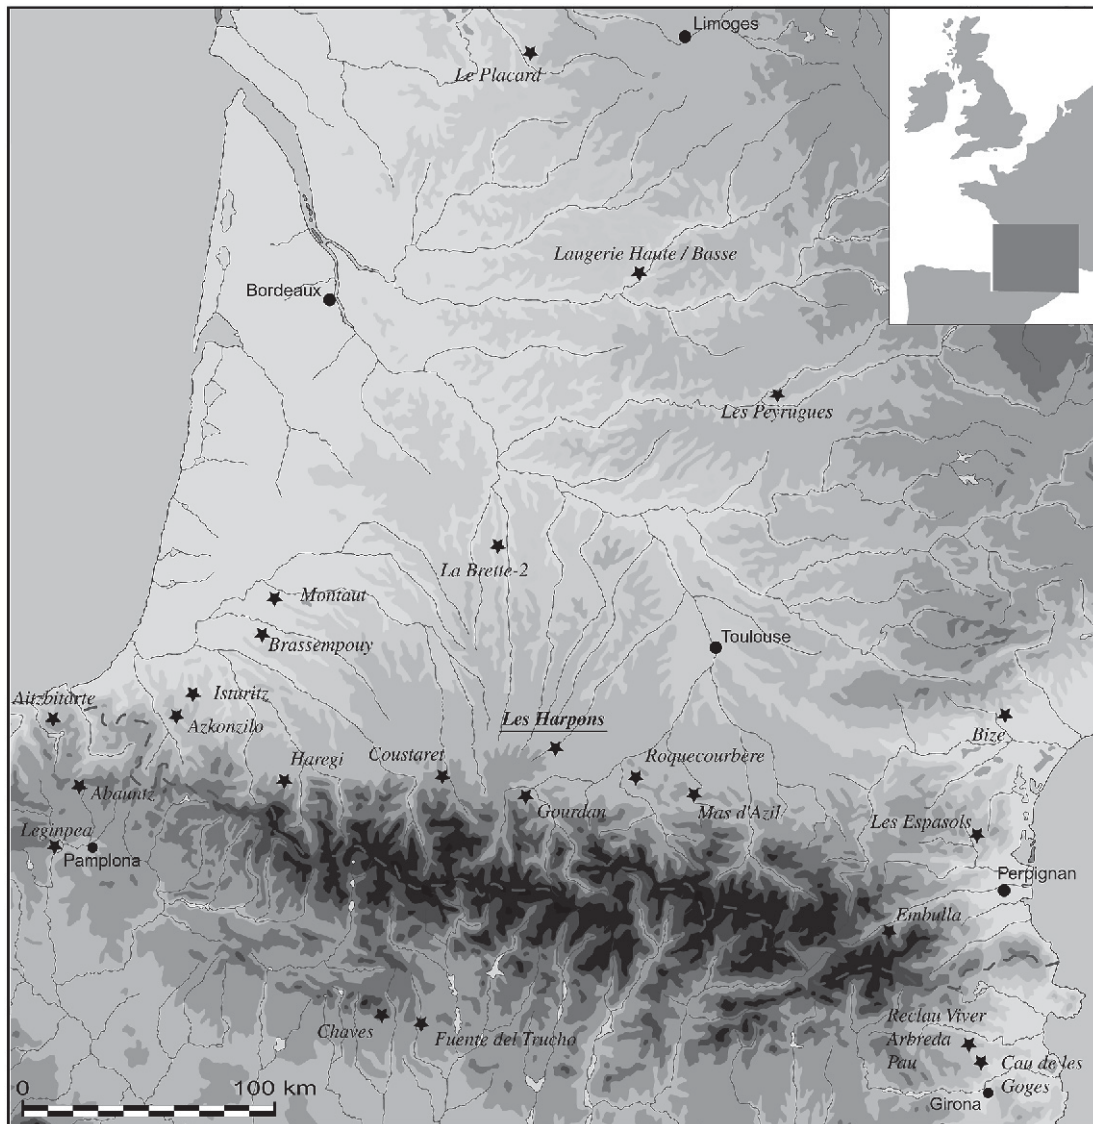 Limoges
Le Placard
Laugerie Haute / Basse
Bordeaux
Les Peyrugues
La Brette-2
Montaut
Brassempouy
Toulouse
Isturitz
Aitzbitarte
Azkonzilo
Les Harpons
Bize
Haregi
Coustaret
Roquecourbère
Abauntz
Gourdan
Mas d'Azil
Leginpea
Les Espasols
Pamplona
Perpignan
Embulla
Chaves
Fuente del Trucho
Reclau Viver
Arbreda
Pau
Cau de les
Goges
Girona
0 100 km